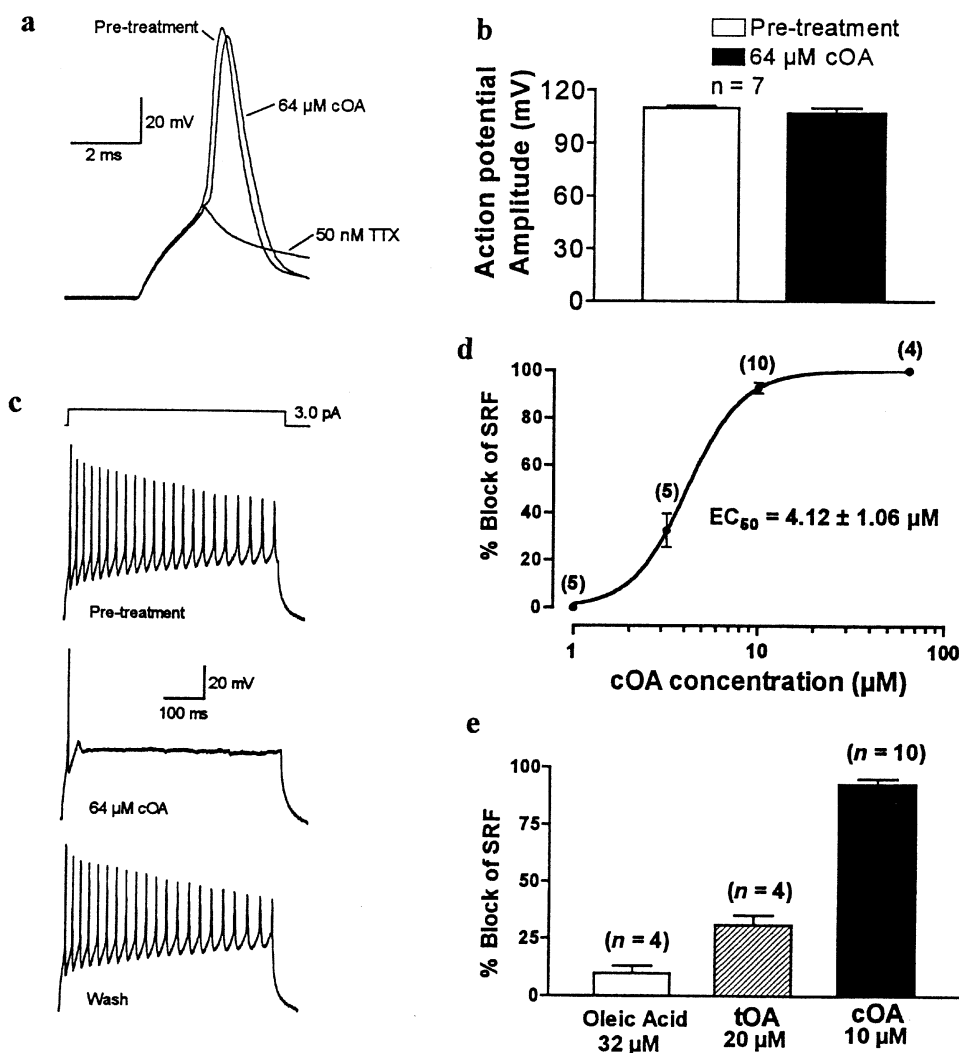 a
Pre-treatment
64 µM cOA
20 mV
2 ms
50 nM TTX
b
Pre-treatment
64 µM cOA
n = 7
Action potential
Amplitude (mV)
120
90
60
30
0
c
3.0 pA
Pre-treatment
20 mV
100 ms
64 µM cOA
Wash
d
% Block of SRF
100
80
60
40
20
0
(5)
(5)
(10)
(4)
EC50 = 4.12 ± 1.06 µM
1
10
100
cOA concentration (µM)
e
% Block of SRF
100
75
50
25
0
(n = 4)
(n = 4)
(n = 10)
Oleic Acid
32 µM
tOA
20 µM
cOA
10 µM